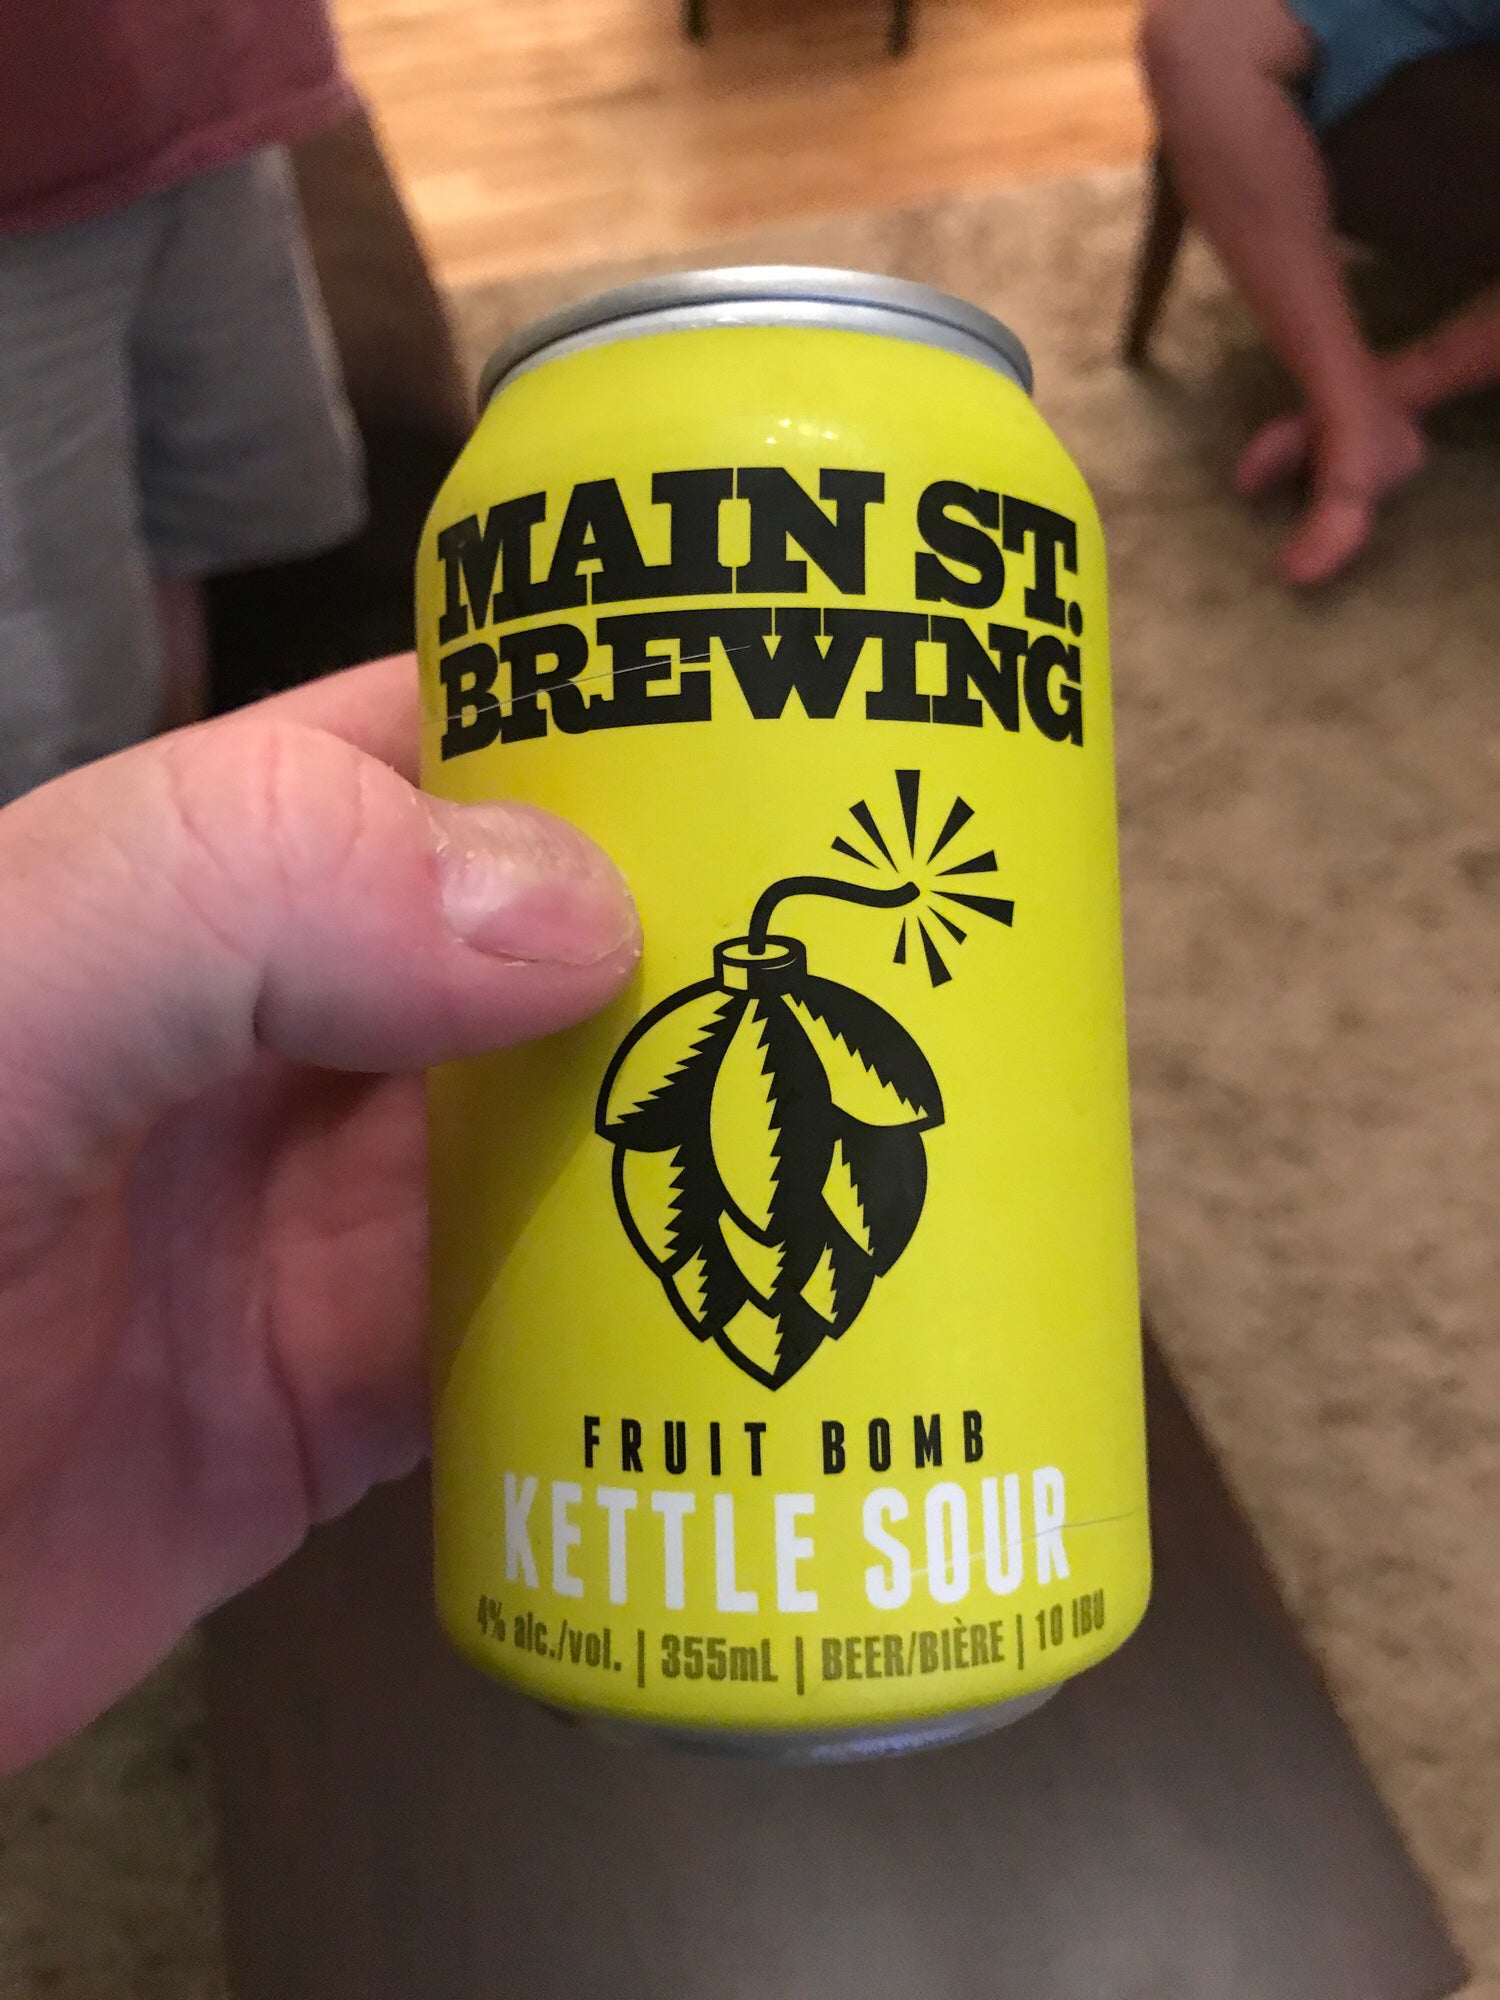 MAIN ST.
BREWING
FRUIT BOMB
KETTLE SOUR
4% alc./vol. | 355mL | BEER/BIÈRE | 10 IBU